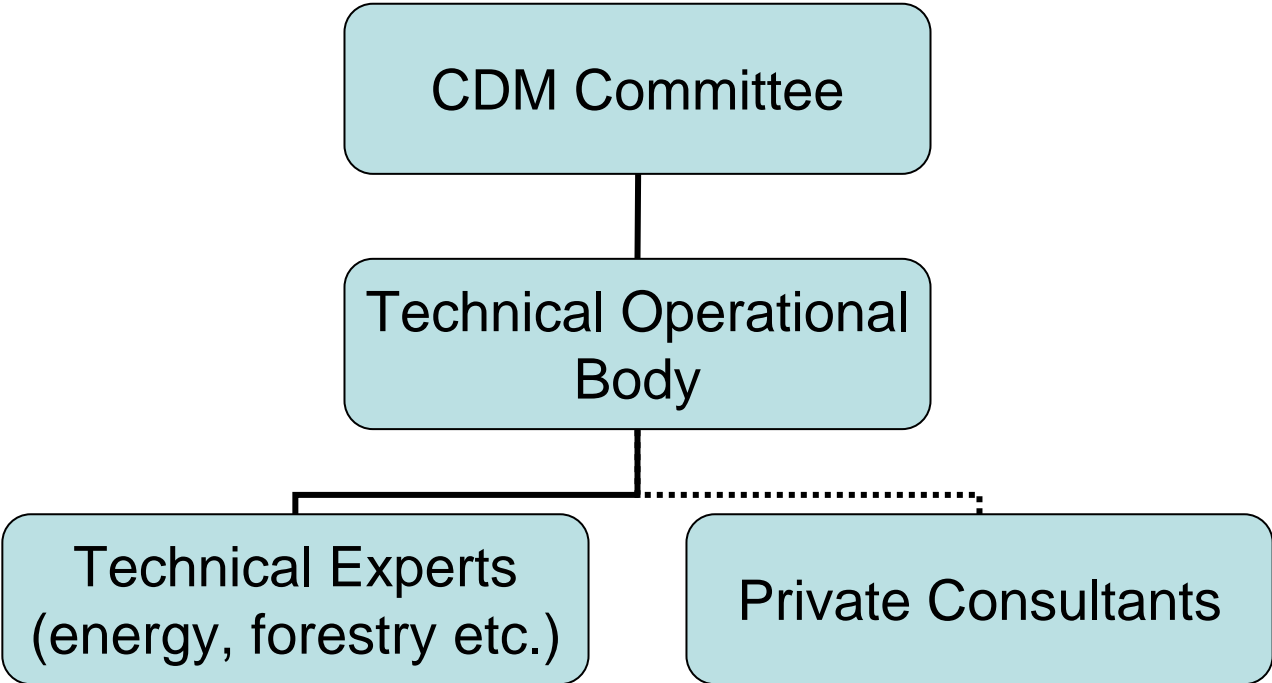 CDM Committee
Technical Operational
Body
Technical Experts
(energy, forestry etc.)
Private Consultants